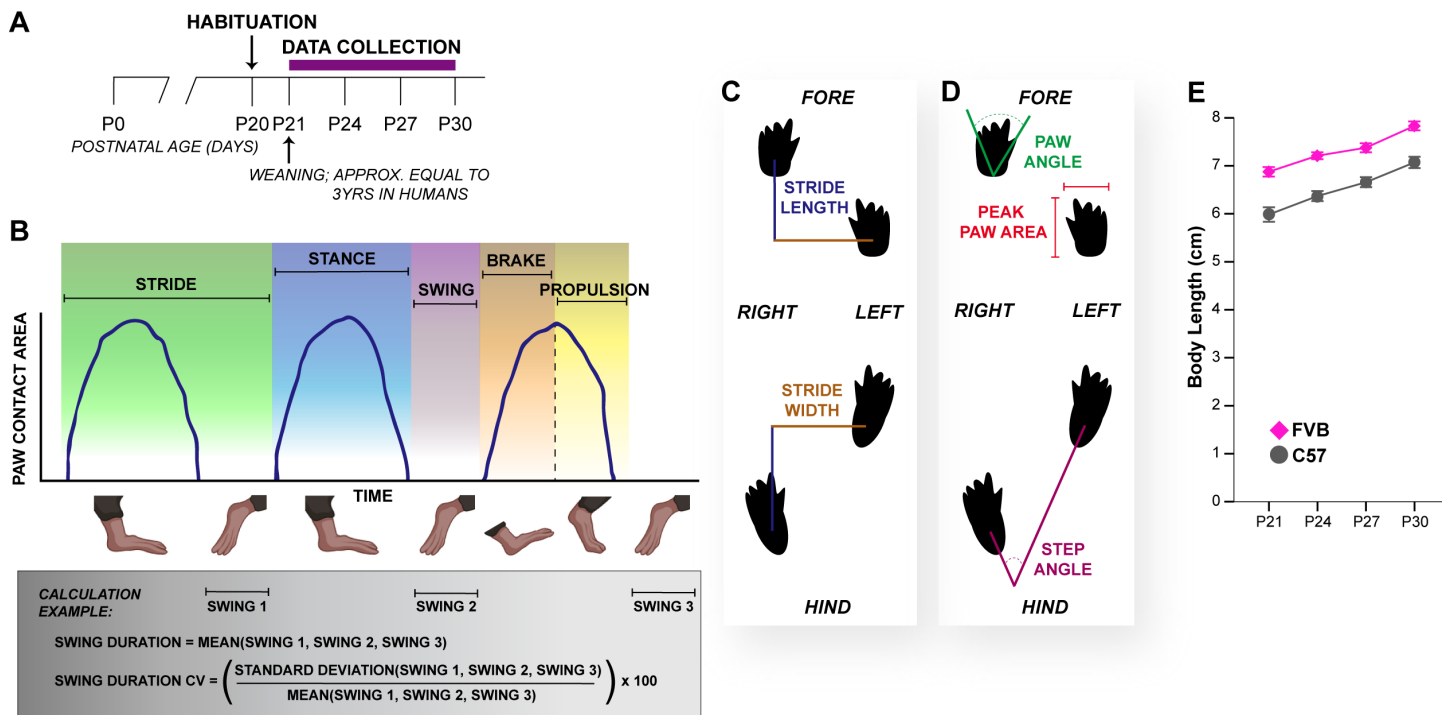 A
HABITUATION
DATA COLLECTION
P0
P20
P21
P24
P27
P30
POSTNATAL AGE (DAYS)
WEANING; APPROX. EQUAL TO
3YRS IN HUMANS
B
STRIDE
STANCE
SWING
BRAKE
PROPULSION
PAW CONTACT AREA
TIME
CALCULATION
EXAMPLE:
SWING 1
SWING 2
SWING 3
SWING DURATION = MEAN(SWING 1, SWING 2, SWING 3)
SWING DURATION CV = ( STANDARD DEVIATION(SWING 1, SWING 2, SWING 3)
MEAN(SWING 1, SWING 2, SWING 3) ) x 100
C
FORE
STRIDE
LENGTH
RIGHT
LEFT
STRIDE
WIDTH
HIND
D
FORE
PAW
ANGLE
PEAK
PAW AREA
RIGHT
LEFT
STEP
ANGLE
HIND
E
Body Length (cm)
8
7
6
5
4
3
2
1
0
FVB
C57
P21
P24
P27
P30